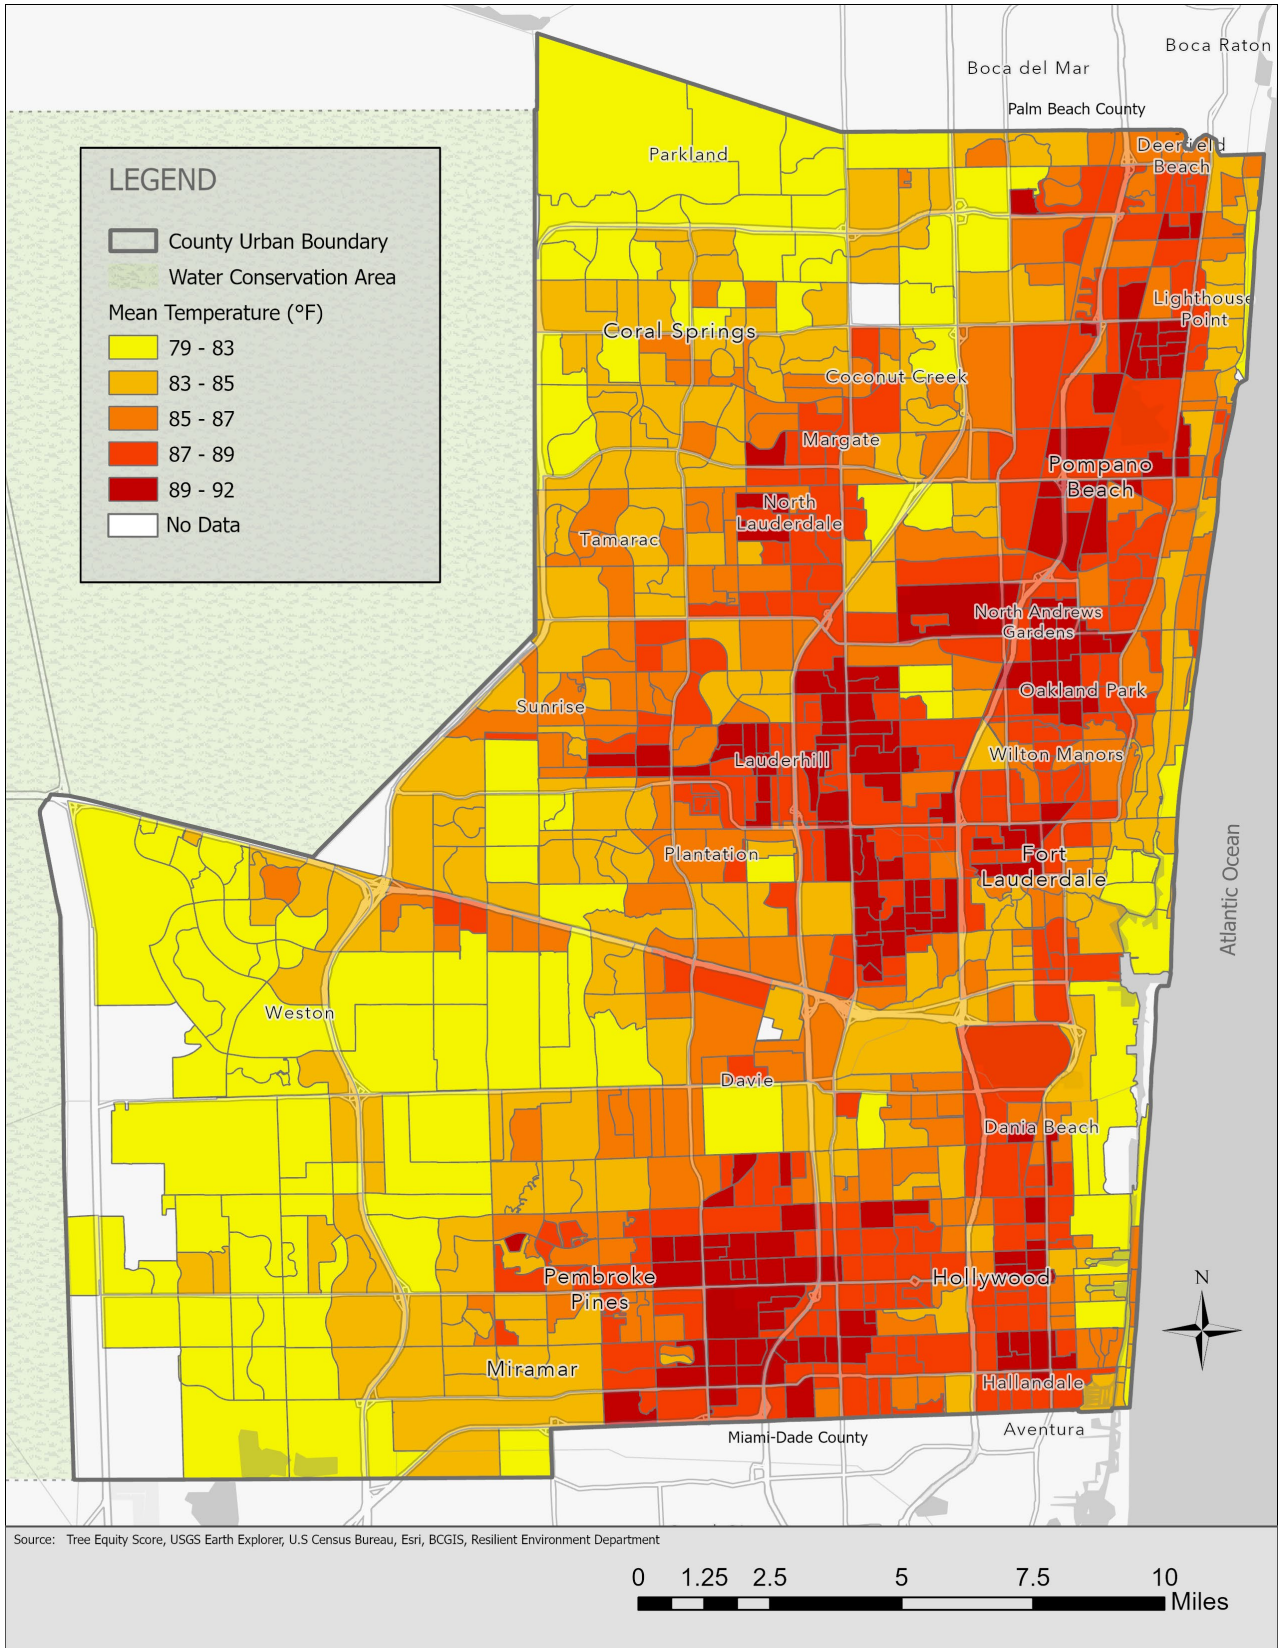 Boca Raton
Boca del Mar
Palm Beach County
Deerfield
Beach
Parkland
LEGEND
County Urban Boundary
Water Conservation Area
Mean Temperature (°F)
79 - 83
83 - 85
85 - 87
87 - 89
89 - 92
No Data
Lighthouse
Point
Coral Springs
Coconut Creek
Margate
Pompano
Beach
North
Lauderdale
Tamarac
North Andrews
Gardens
Oakland Park
Sunrise
Wilton Manors
Lauderhill
Plantation
Fort
Lauderdale
Atlantic Ocean
Weston
Davie
Dania Beach
Pembroke
Pines
Hollywood
N
Miramar
Hallandale
Aventura
Miami-Dade County
Source: Tree Equity Score, USGS Earth Explorer, U.S Census Bureau, Esri, BCGIS, Resilient Environment Department
0 1.25 2.5 5 7.5 10
Miles